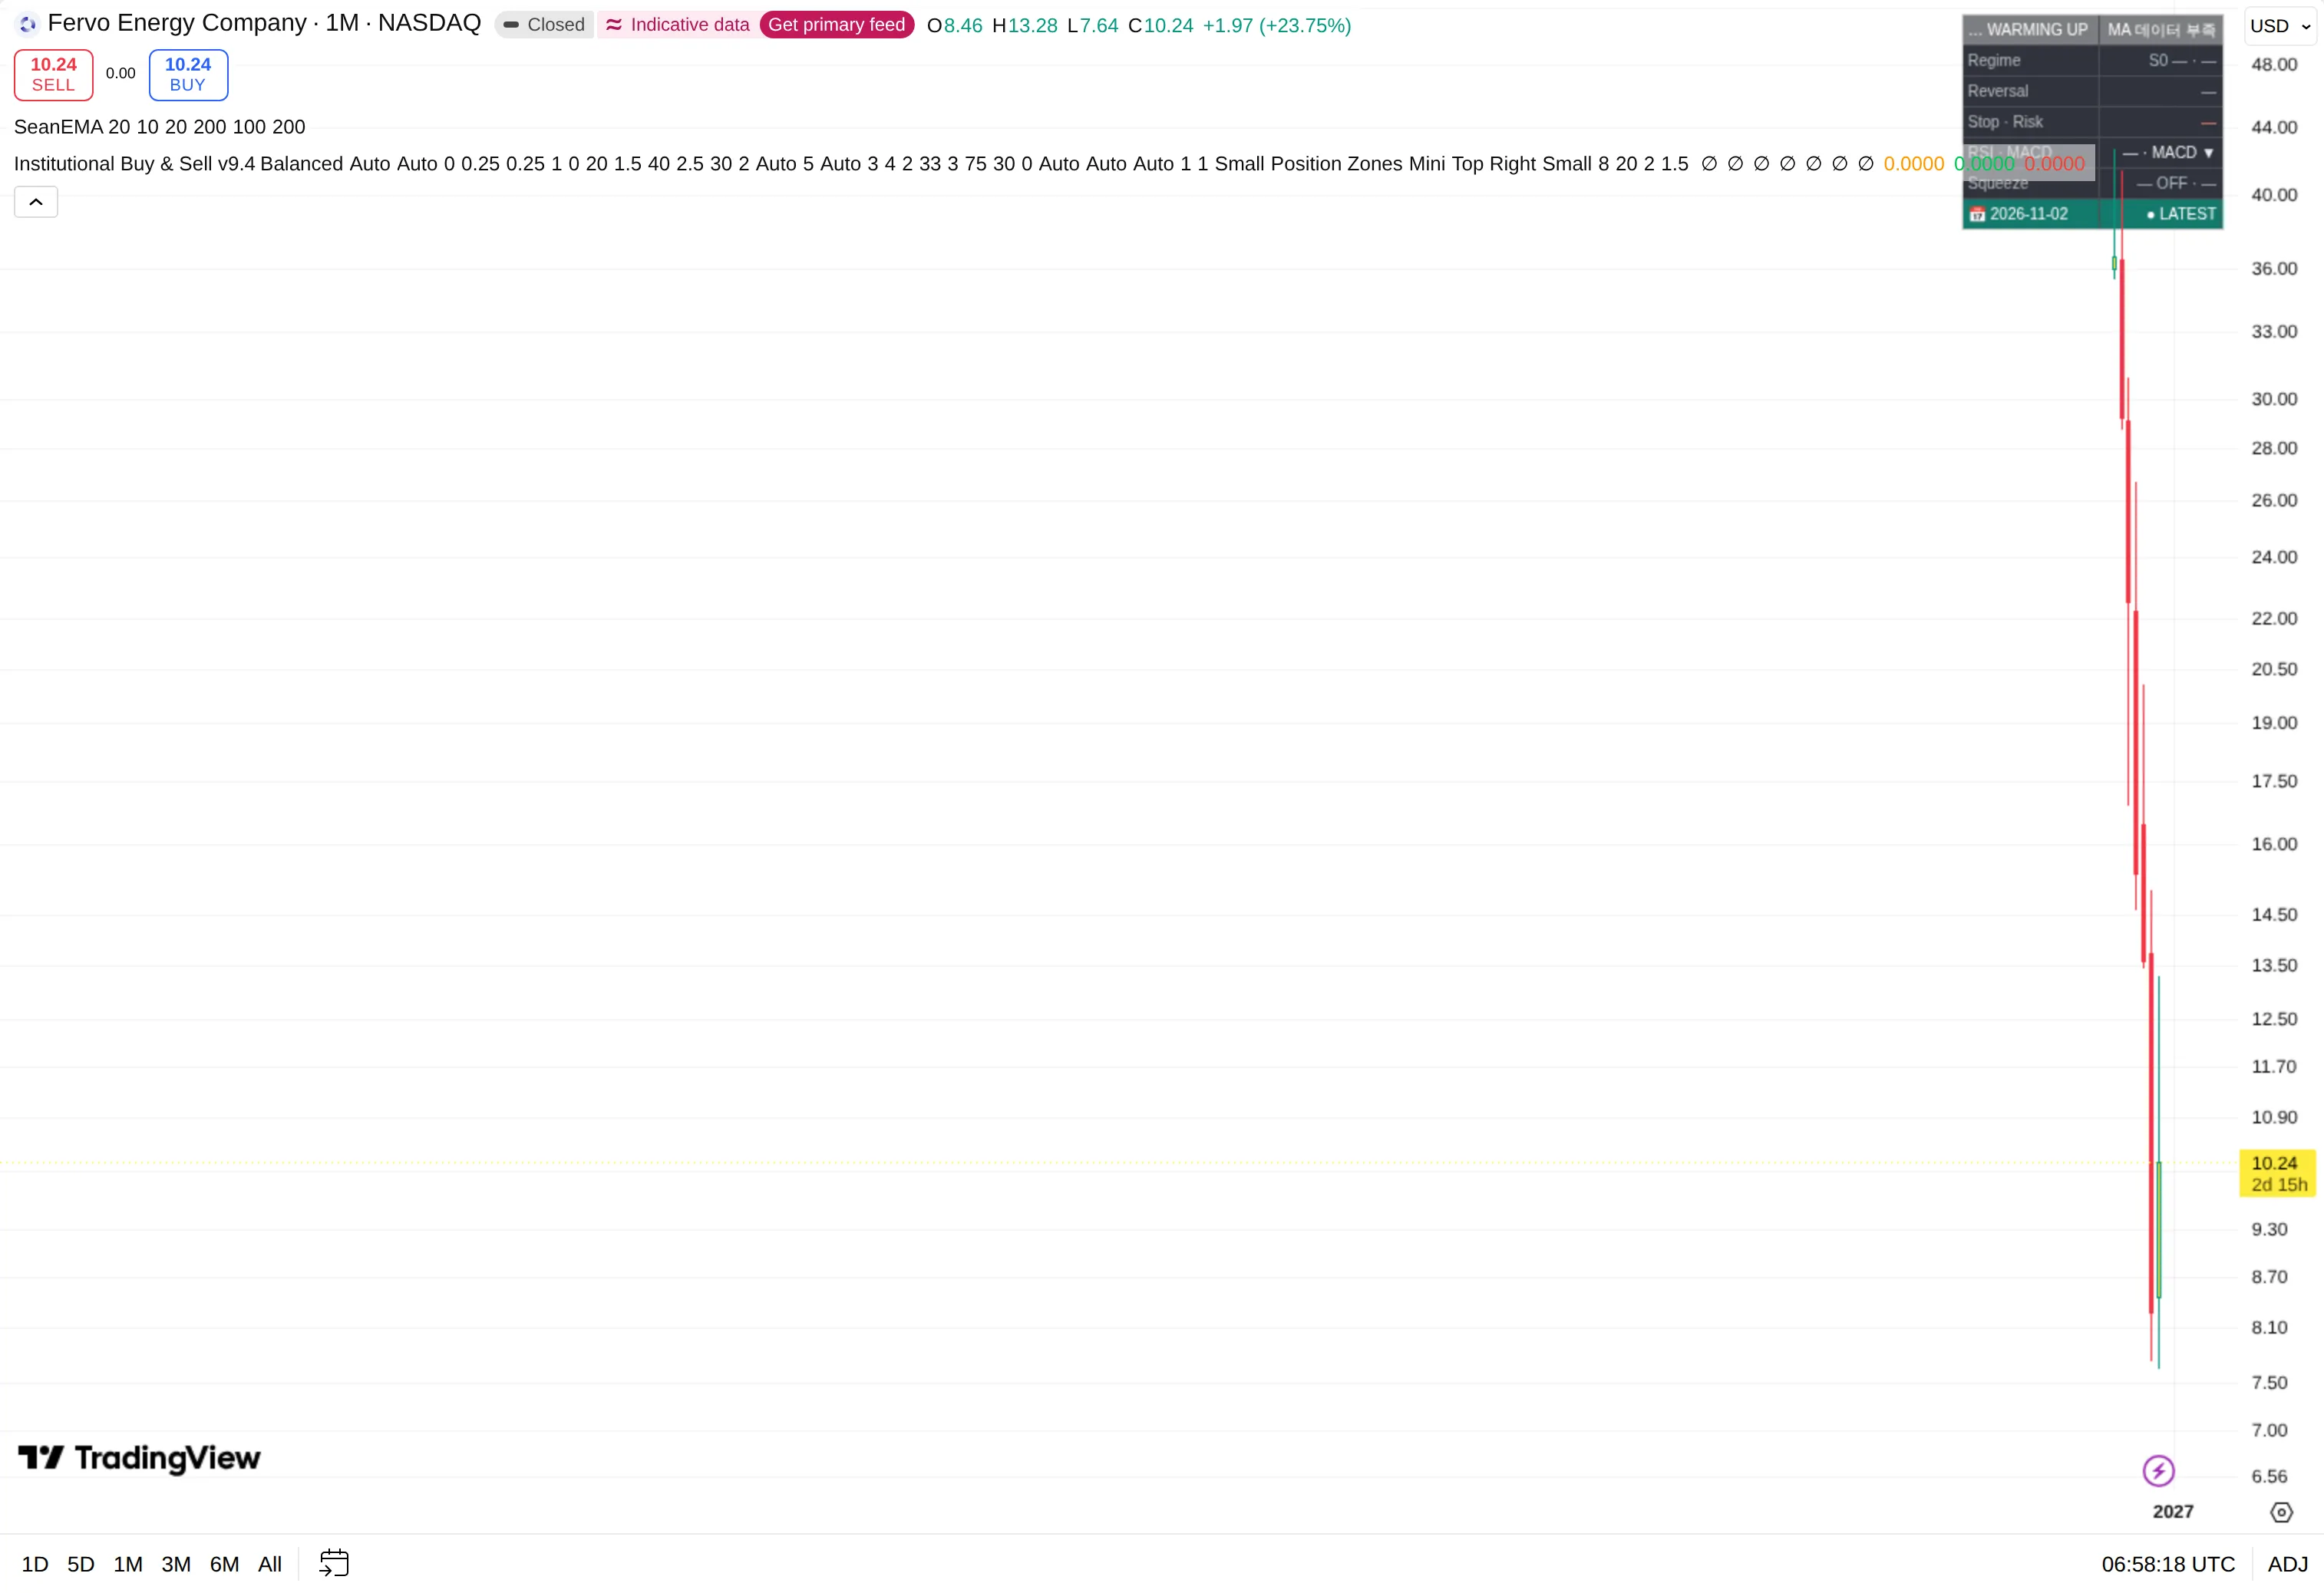 Fervo Energy Company · 1M · NASDAQ Closed Indicative data Get primary feed O8.46 H13.28 L7.64 C10.24 +1.97 (+23.75%)
10.24 SELL 0.00 10.24 BUY
SeanEMA 20 10 20 200 100 200
Institutional Buy & Sell v9.4 Balanced Auto Auto 0 0.25 0.25 1 0 20 1.5 40 2.5 30 2 Auto 5 Auto 3 4 2 33 3 75 30 0 Auto Auto Auto 1 1 Small Position Zones Mini Top Right Small 8 20 2 1.5 ∅ ∅ ∅ ∅ ∅ ∅ ∅ 0.0000 0.0000 0.0000
... WARMING UP MA 데이터 부족
Regime S0 — · —
Reversal —
Stop · Risk —
RSI · MACD — · MACD ▼
Squeeze — OFF · —
2026-11-02 ● LATEST
USD
48.00
44.00
40.00
36.00
33.00
30.00
28.00
26.00
24.00
22.00
20.50
19.00
17.50
16.00
14.50
13.50
12.50
11.70
10.90
10.24
2d 15h
9.30
8.70
8.10
7.50
7.00
6.56
TradingView
2027
1D 5D 1M 3M 6M All
06:58:18 UTC ADJ